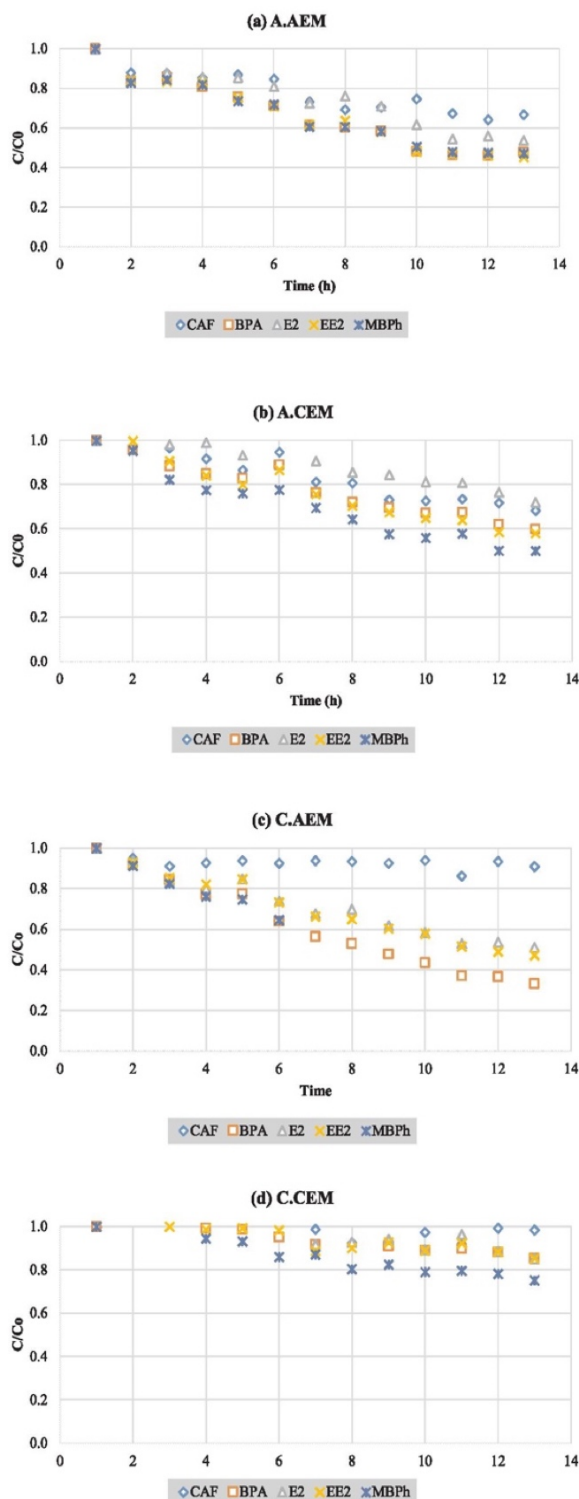 (a) A.AEM
1.0
0.8
0.6
0.4
0.2
0.0
C/C0
0 2 4 6 8 10 12 14
Time (h)
CAF BPA E2 EE2 MBPh
(b) A.CEM
1.0
0.8
0.6
0.4
0.2
0.0
C/C0
0 2 4 6 8 10 12 14
Time (h)
CAF BPA E2 EE2 MBPh
(c) C.AEM
1.0
0.8
0.6
0.4
0.2
0.0
C/Co
0 2 4 6 8 10 12 14
Time
CAF BPA E2 EE2 MBPh
(d) C.CEM
1.0
0.8
0.6
0.4
0.2
0.0
C/Co
0 2 4 6 8 10 12 14
CAF BPA E2 EE2 MBPh